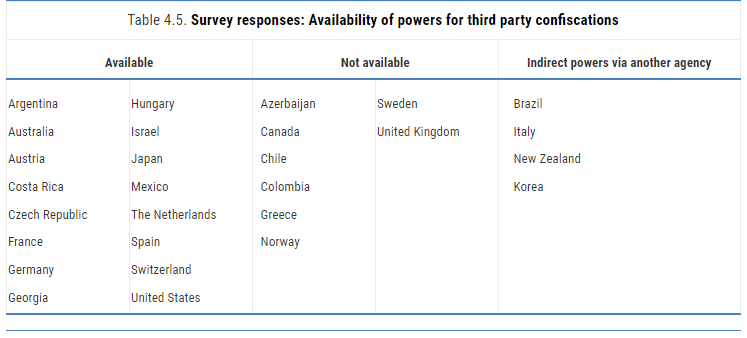 Table 4.5. Survey responses: Availability of powers for third party confiscations
Available Not available Indirect powers via another agency
Argentina Hungary Azerbaijan Sweden Brazil
Australia Israel Canada United Kingdom Italy
Austria Japan Chile New Zealand
Costa Rica Mexico Colombia Korea
Czech Republic The Netherlands Greece
France Spain Norway
Germany Switzerland
Georgia United States